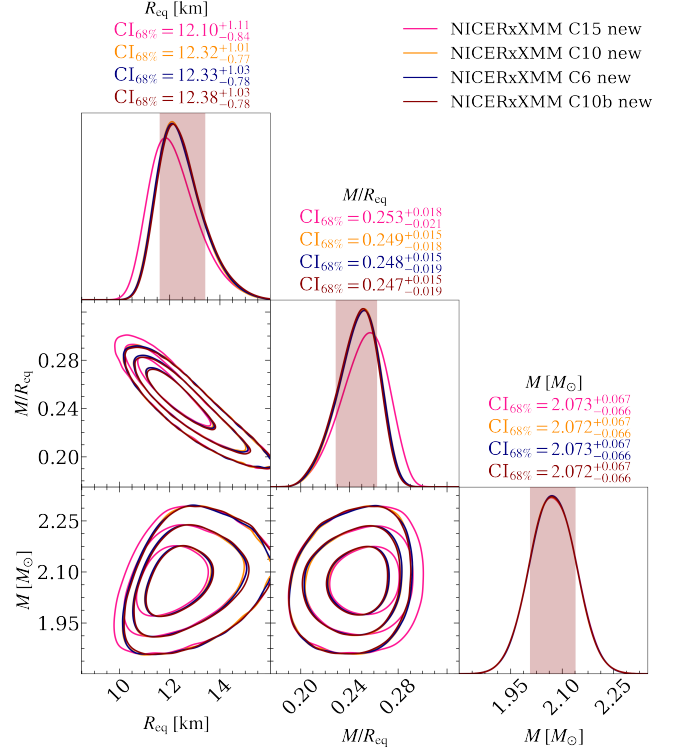 R_eq [km]
CI_68% = 12.10^{+1.11}_{-0.84}
CI_68% = 12.32^{+1.01}_{-0.77}
CI_68% = 12.33^{+1.03}_{-0.78}
CI_68% = 12.38^{+1.03}_{-0.78}
NICERxXMM C15 new
NICERxXMM C10 new
NICERxXMM C6 new
NICERxXMM C10b new
M/R_eq
CI_68% = 0.253^{+0.018}_{-0.021}
CI_68% = 0.249^{+0.015}_{-0.018}
CI_68% = 0.248^{+0.015}_{-0.019}
CI_68% = 0.247^{+0.015}_{-0.019}
M [M_⊙]
CI_68% = 2.073^{+0.067}_{-0.066}
CI_68% = 2.072^{+0.067}_{-0.066}
CI_68% = 2.073^{+0.067}_{-0.066}
CI_68% = 2.072^{+0.067}_{-0.066}
M/R_eq
0.28
0.24
0.20
M [M_⊙]
2.25
2.10
1.95
10 12 14
R_eq [km]
0.20 0.24 0.28
M/R_eq
1.95 2.10 2.25
M [M_⊙]